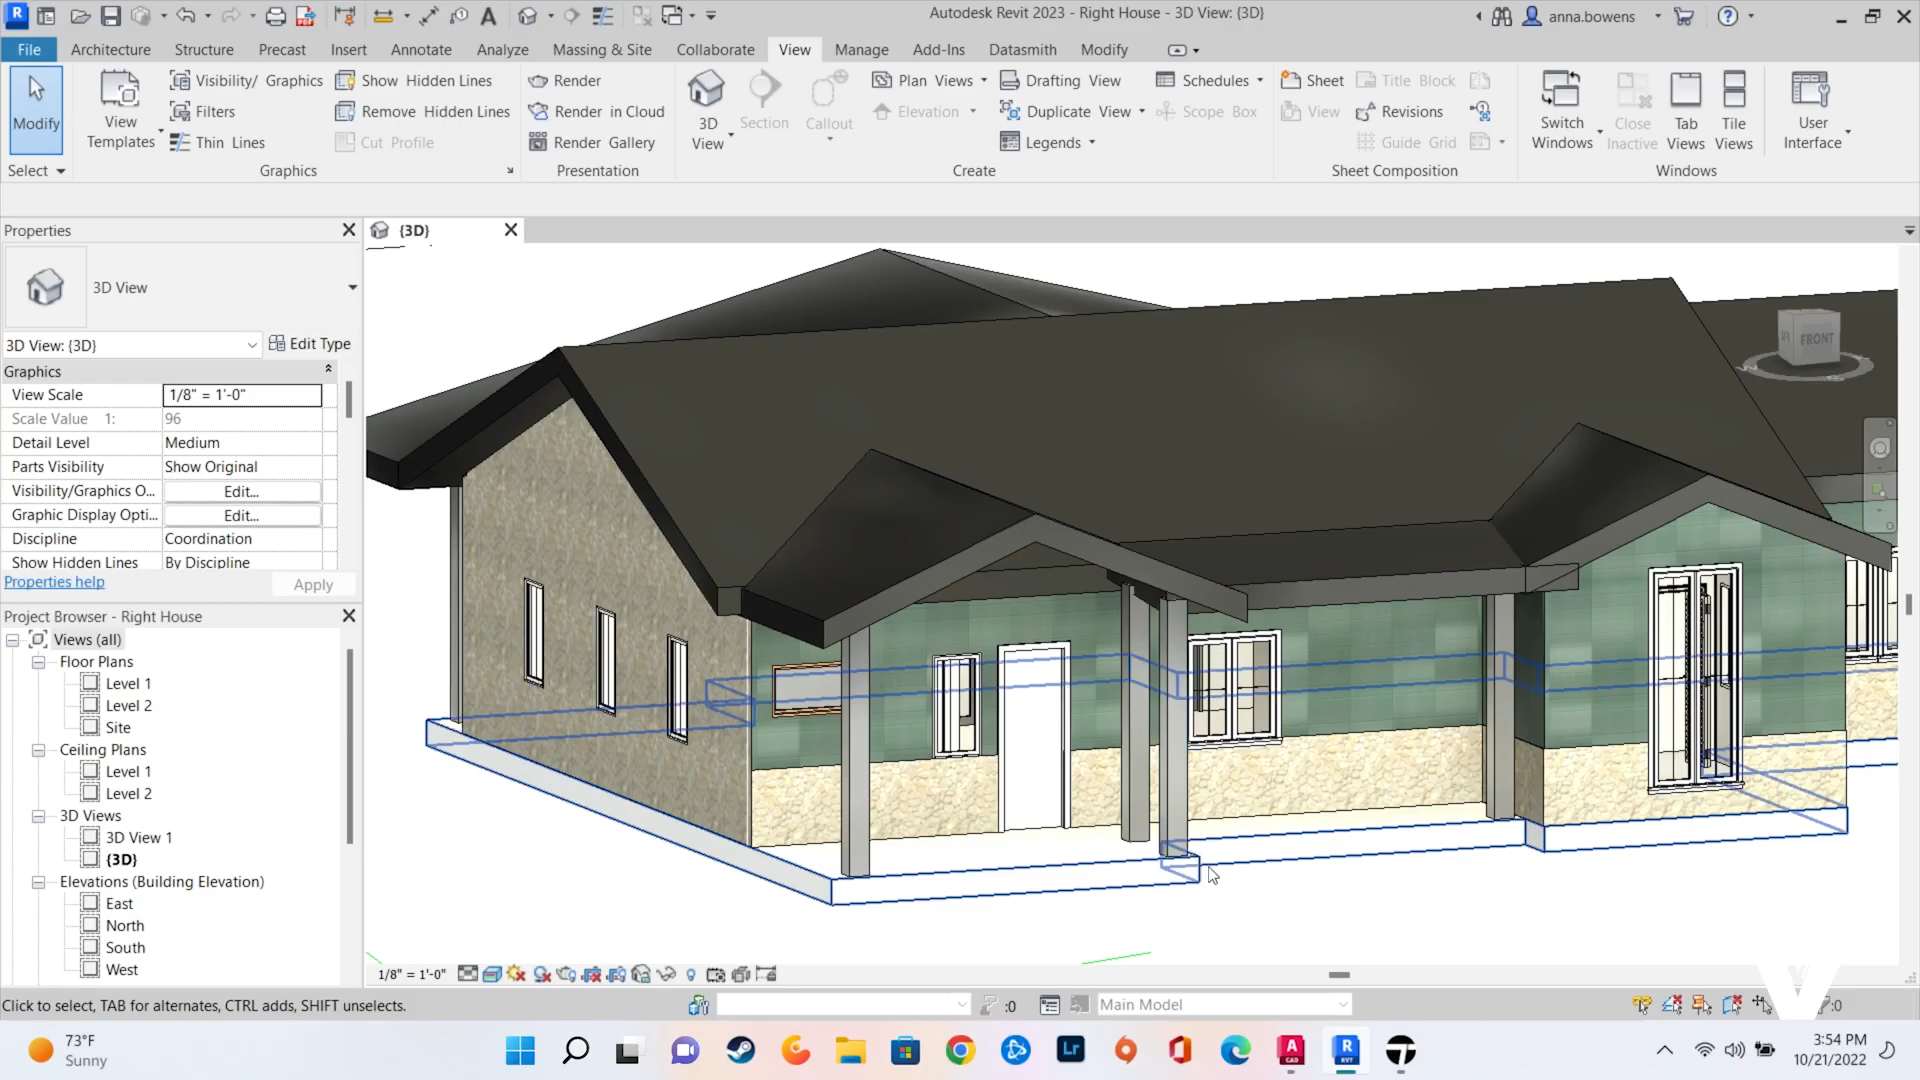 Autodesk Revit 2023 - Right House - 3D View: {3D}
anna.bowens
File Architecture Structure Precast Insert Annotate Analyze Massing & Site Collaborate View Manage Add-Ins Datasmith Modify
Modify
View Templates
Visibility/ Graphics
Filters
Thin Lines
Show Hidden Lines
Remove Hidden Lines
Cut Profile
Render
Render in Cloud
Render Gallery
3D View
Section
Callout
Plan Views
Elevation
Drafting View
Duplicate View
Legends
Schedules
Scope Box
Sheet
View
Title Block
Revisions
Guide Grid
Switch Windows
Close Inactive
Tab Views
Tile Views
User Interface
Select Graphics Presentation Create Sheet Composition Windows
Properties
{3D}
3D View
3D View: {3D}
Edit Type
Graphics
View Scale 1/8" = 1'-0"
Scale Value 1: 96
Detail Level Medium
Parts Visibility Show Original
Visibility/Graphics O... Edit...
Graphic Display Opti... Edit...
Discipline Coordination
Show Hidden Lines By Discipline
Properties help
Apply
FRONT
Project Browser - Right House
Views (all)
Floor Plans
Level 1
Level 2
Site
Ceiling Plans
Level 1
Level 2
3D Views
3D View 1
{3D}
Elevations (Building Elevation)
East
North
South
West
1/8" = 1'-0"
Click to select, TAB for alternates, CTRL adds, SHIFT unselects.
:0
Main Model
:0
73°F
Sunny
3:54 PM
10/21/2022